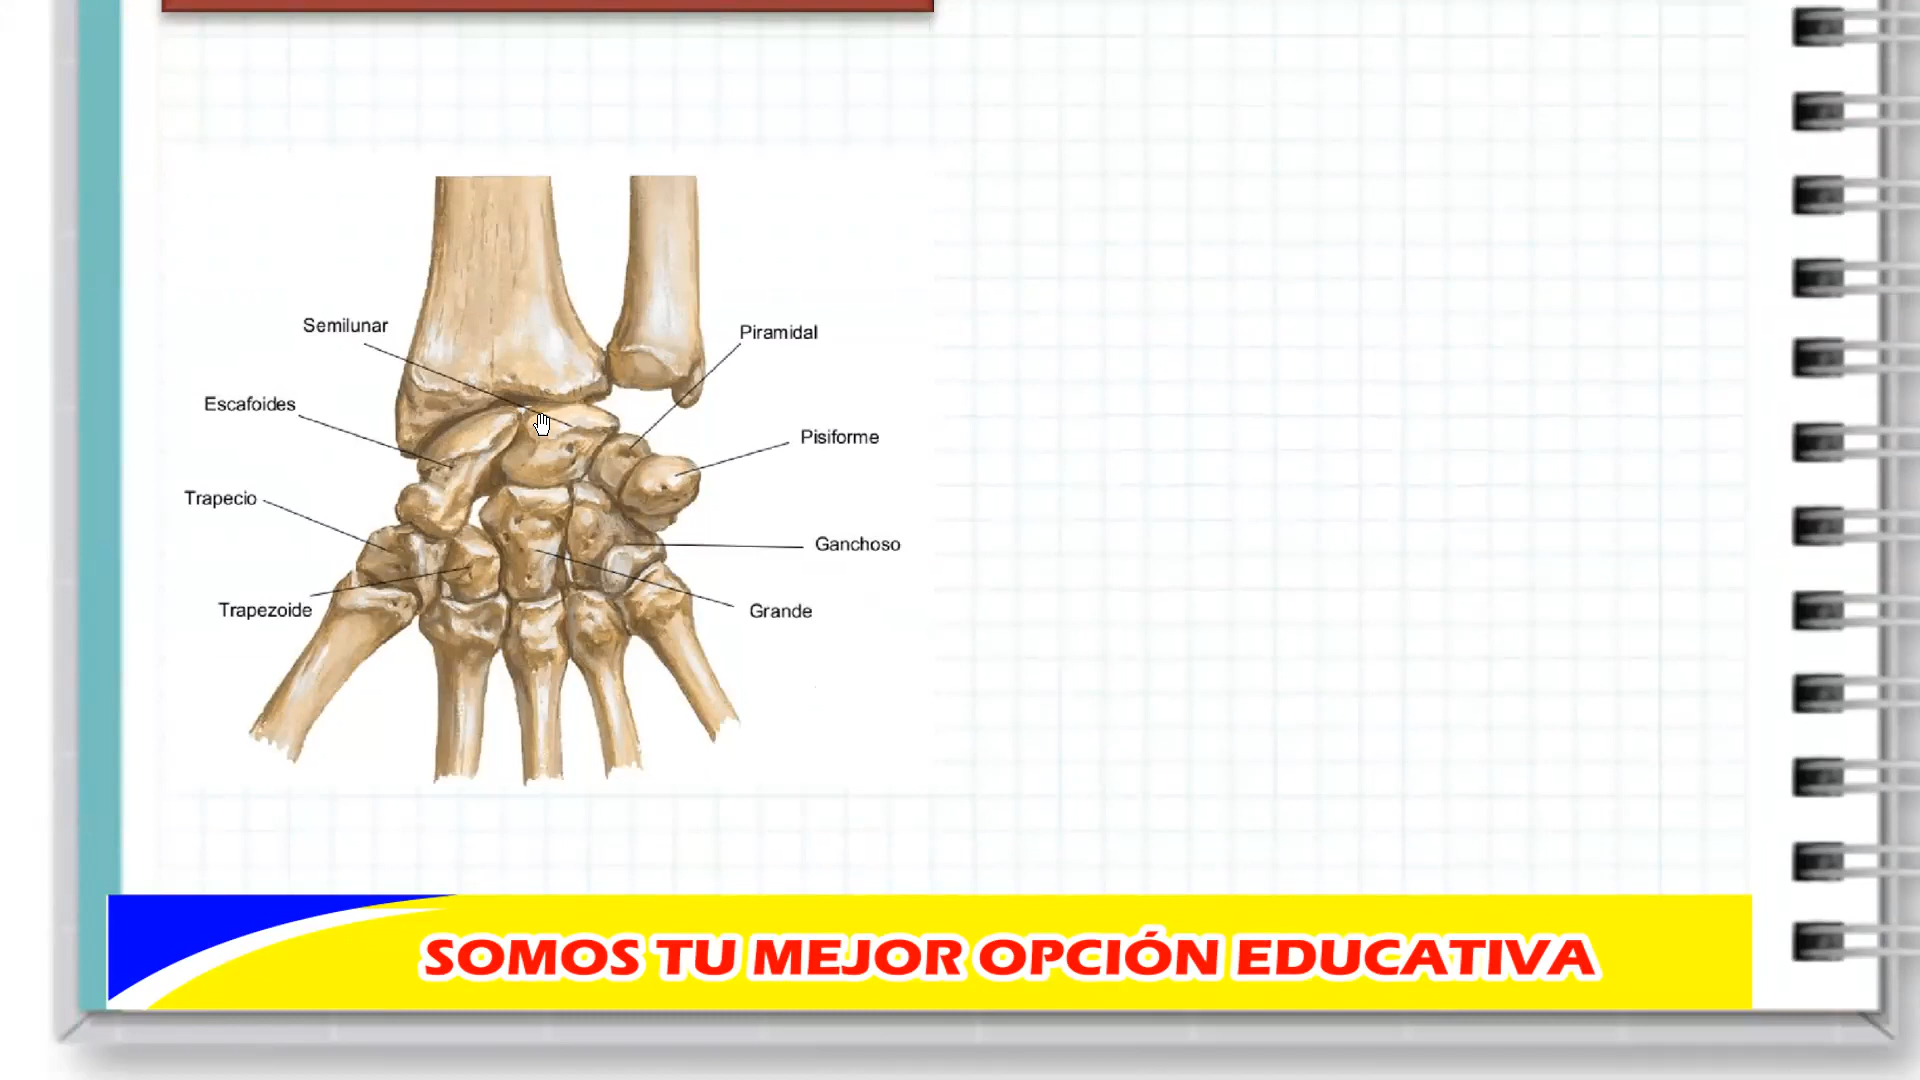 Semilunar
Piramidal
Escafoides
Pisiforme
Trapecio
Ganchoso
Trapezoide
Grande
SOMOS TU MEJOR OPCIÓN EDUCATIVA